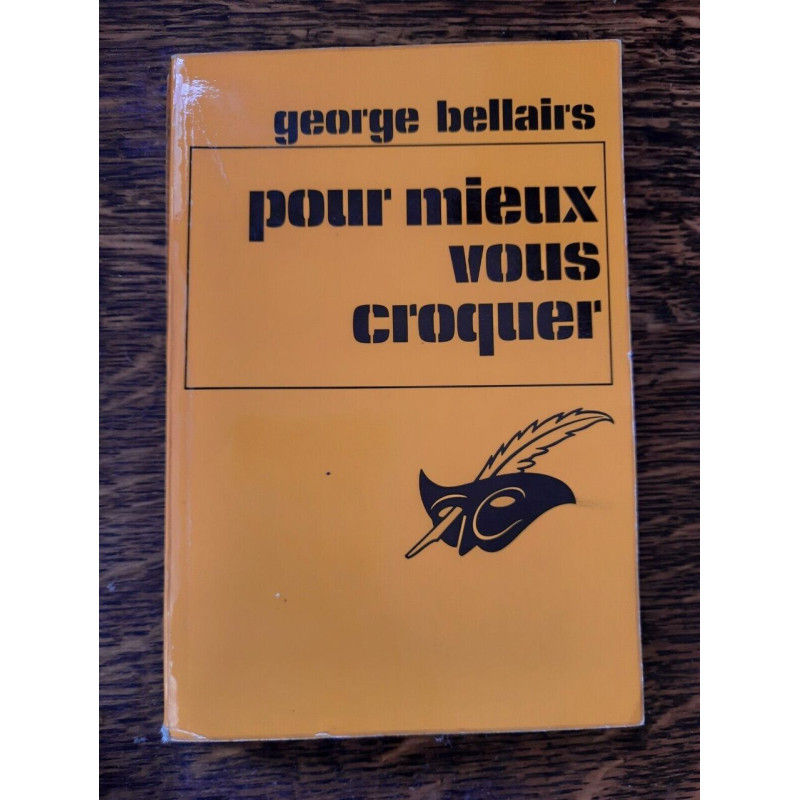 george bellairs
pour mieux
vous
croquer